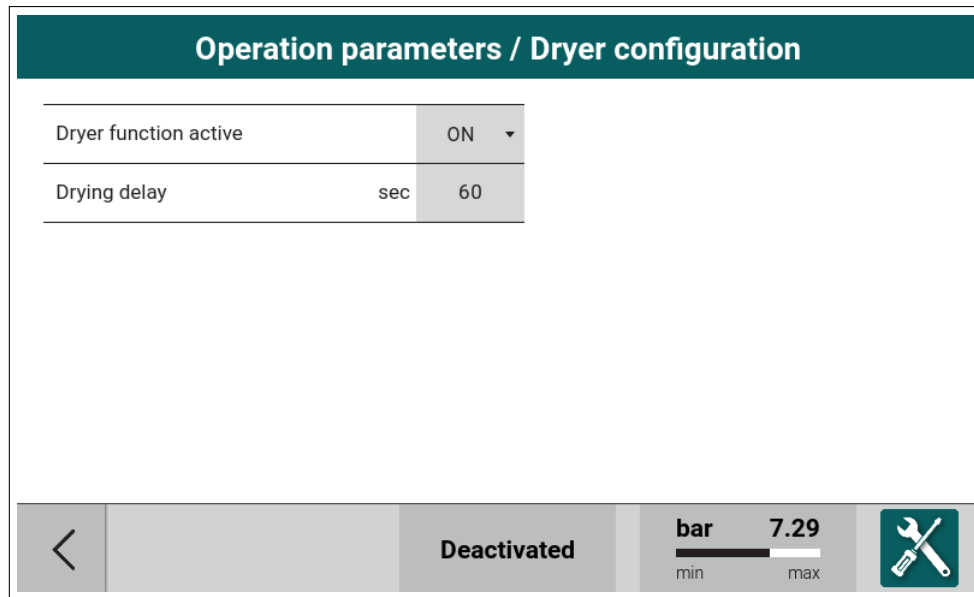 Operation parameters / Dryer configuration
Dryer function active ON
Drying delay sec 60
Deactivated
bar 7.29
min max